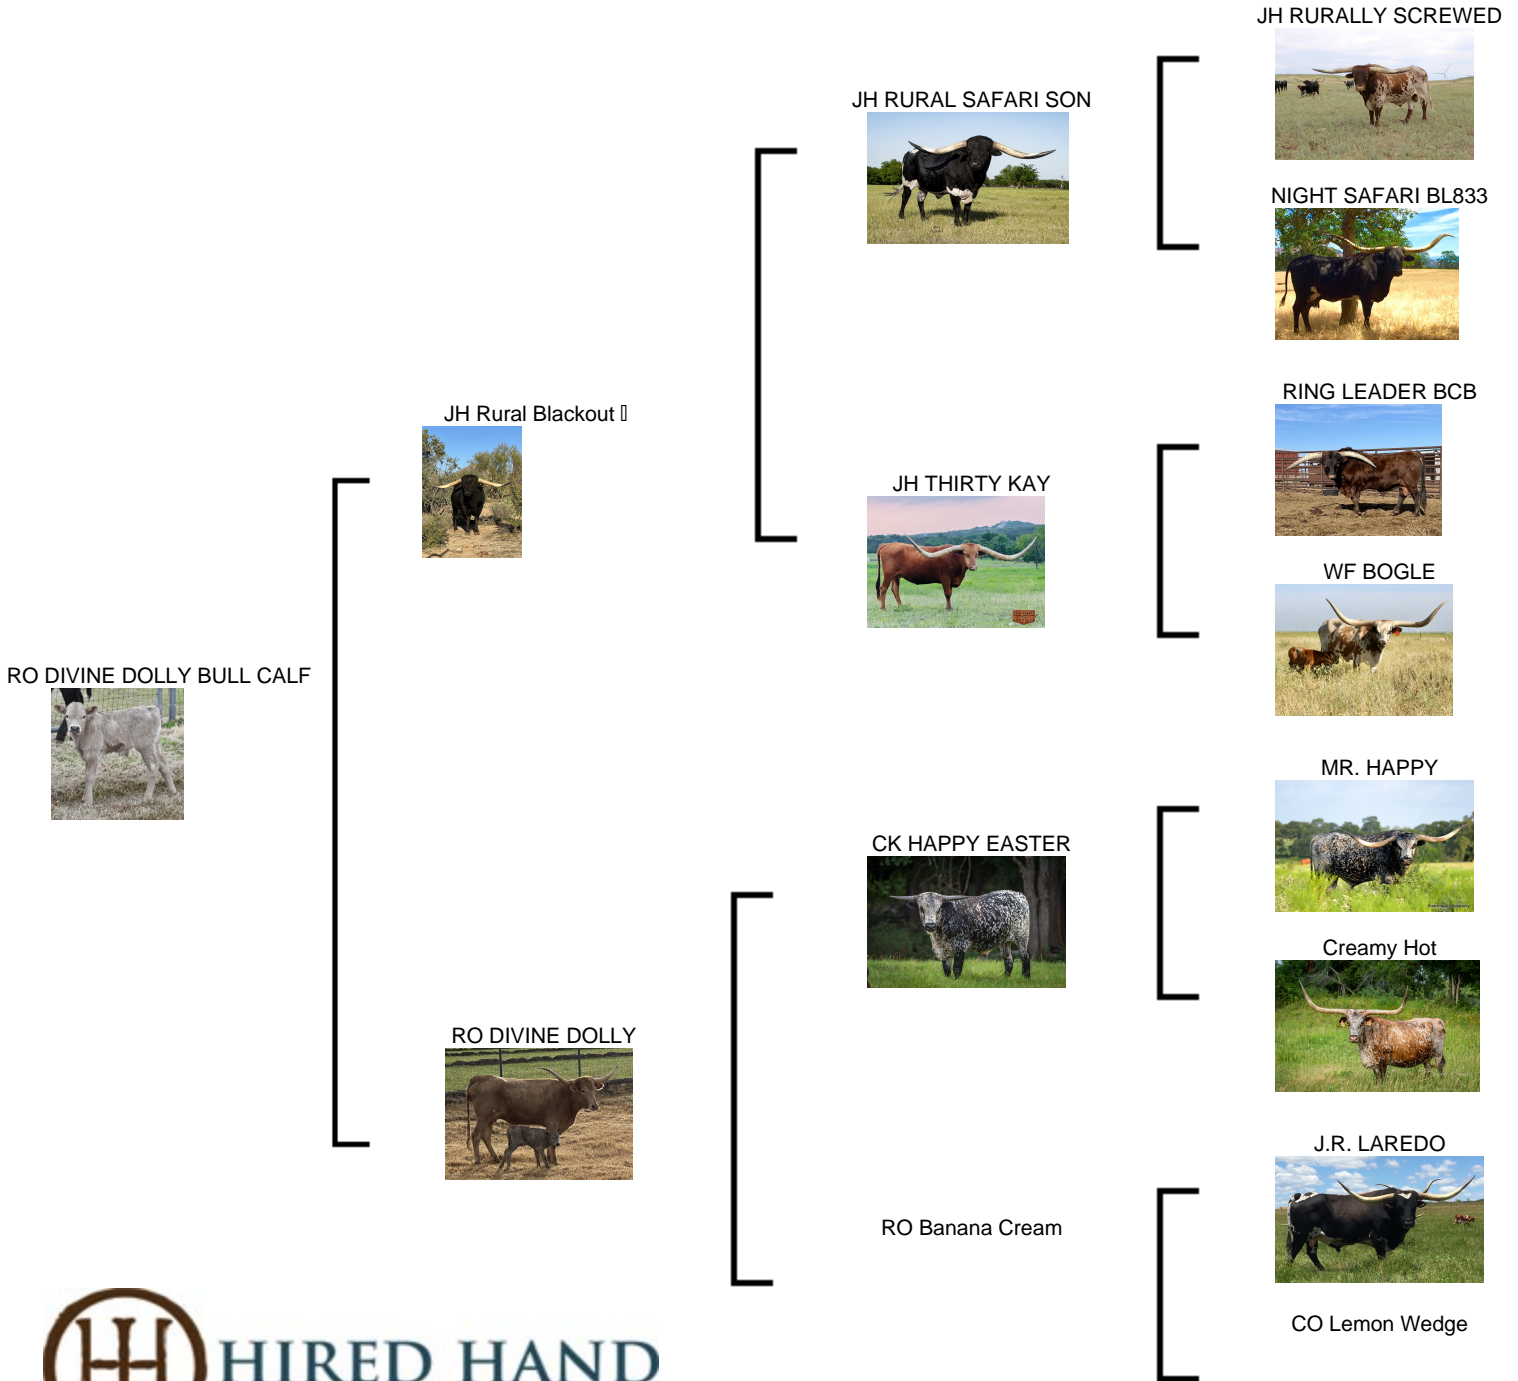 JH RURALLY SCREWED
JH RURAL SAFARI SON
NIGHT SAFARI BL833
RING LEADER BCB
JH Rural Blackout
JH THIRTY KAY
WF BOGLE
RO DIVINE DOLLY BULL CALF
MR. HAPPY
CK HAPPY EASTER
Creamy Hot
RO DIVINE DOLLY
J.R. LAREDO
RO Banana Cream
CO Lemon Wedge
HIRED HAND